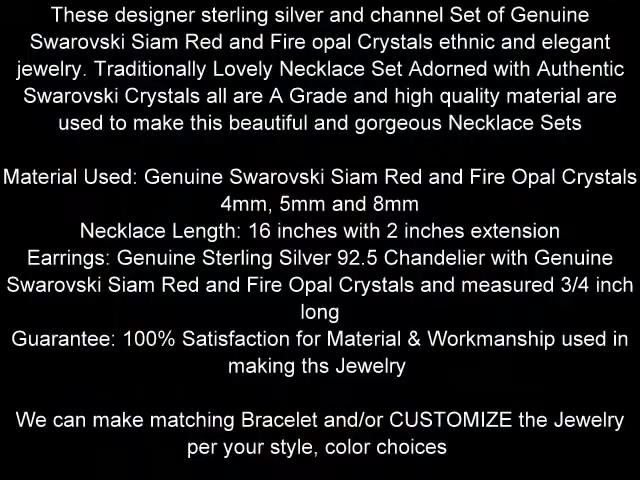 These designer sterling silver and channel Set of Genuine
Swarovski Siam Red and Fire opal Crystals ethnic and elegant
jewelry. Traditionally Lovely Necklace Set Adorned with Authentic
Swarovski Crystals all are A Grade and high quality material are
used to make this beautiful and gorgeous Necklace Sets
Material Used: Genuine Swarovski Siam Red and Fire Opal Crystals
4mm, 5mm and 8mm
Necklace Length: 16 inches with 2 inches extension
Earrings: Genuine Sterling Silver 92.5 Chandelier with Genuine
Swarovski Siam Red and Fire Opal Crystals and measured 3/4 inch
long
Guarantee: 100% Satisfaction for Material & Workmanship used in
making ths Jewelry
We can make matching Bracelet and/or CUSTOMIZE the Jewelry
per your style, color choices